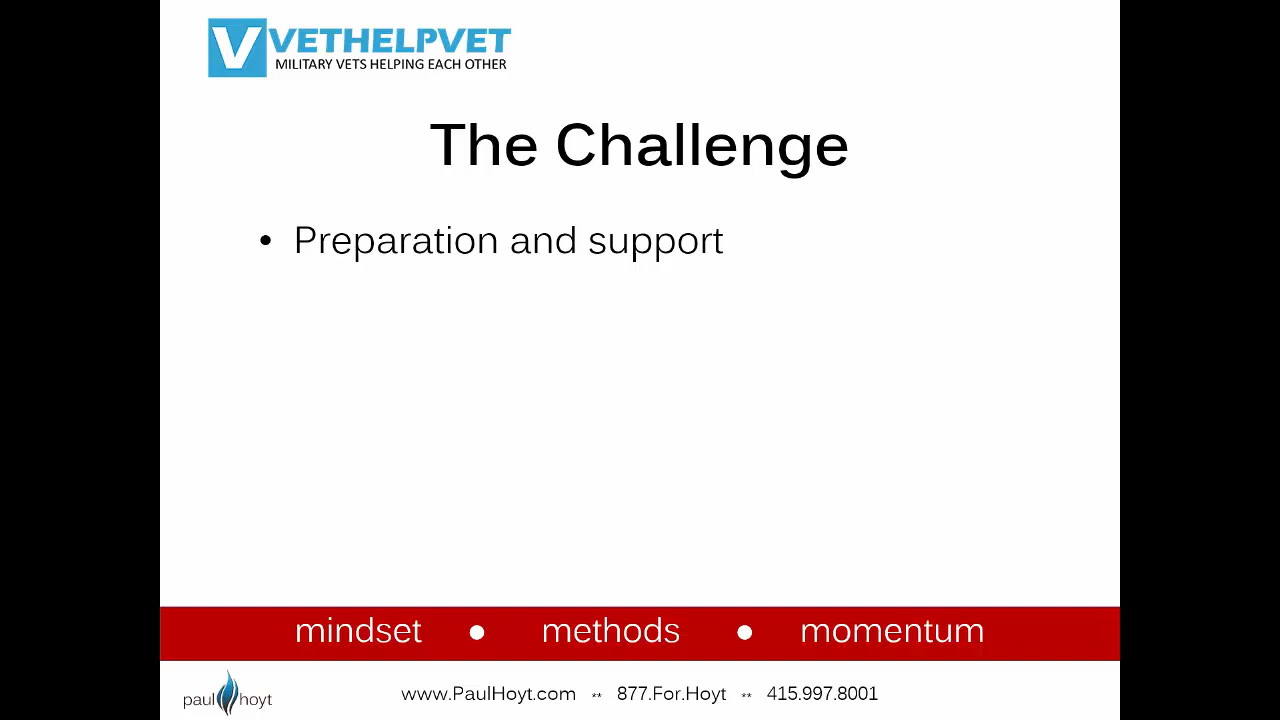 V VETHELPVET
MILITARY VETS HELPING EACH OTHER
The Challenge
• Preparation and support
mindset ● methods ● momentum
paul hoyt
www.PaulHoyt.com ** 877.For.Hoyt ** 415.997.8001